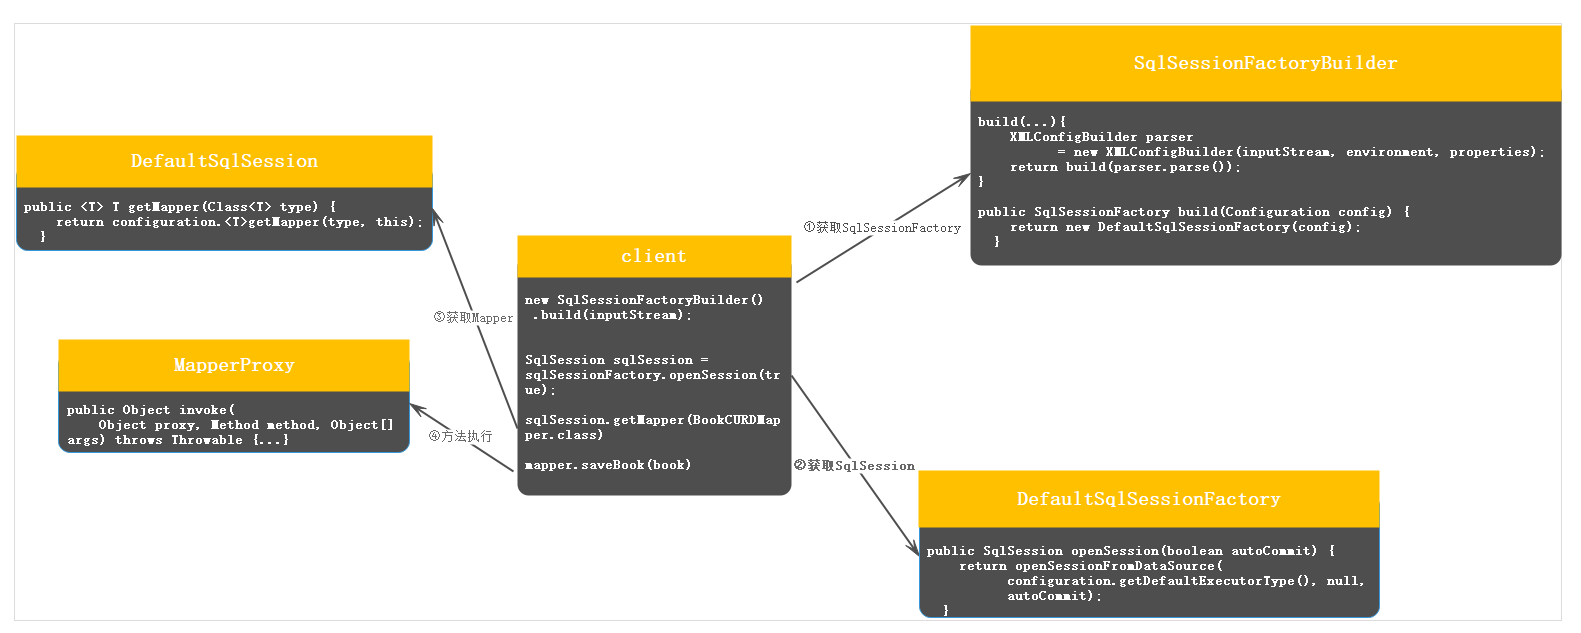 SqlSessionFactoryBuilder
build(...){
XMLConfigBuilder parser
= new XMLConfigBuilder(inputStream, environment, properties);
return build(parser.parse());
}
public SqlSessionFactory build(Configuration config) {
return new DefaultSqlSessionFactory(config);
}
DefaultSqlSession
public <T> T getMapper(Class<T> type) {
return configuration.<T>getMapper(type, this);
}
①获取SqlSessionFactory
client
new SqlSessionFactoryBuilder()
.build(inputStream);
SqlSession sqlSession =
sqlSessionFactory.openSession(tr
ue);
sqlSession.getMapper(BookCURDMap
per.class)
mapper.saveBook(book)
③获取Mapper
MapperProxy
public Object invoke(
Object proxy, Method method, Object[]
args) throws Throwable {...}
④方法执行
②获取SqlSession
DefaultSqlSessionFactory
public SqlSession openSession(boolean autoCommit) {
return openSessionFromDataSource(
configuration.getDefaultExecutorType(), null,
autoCommit);
}